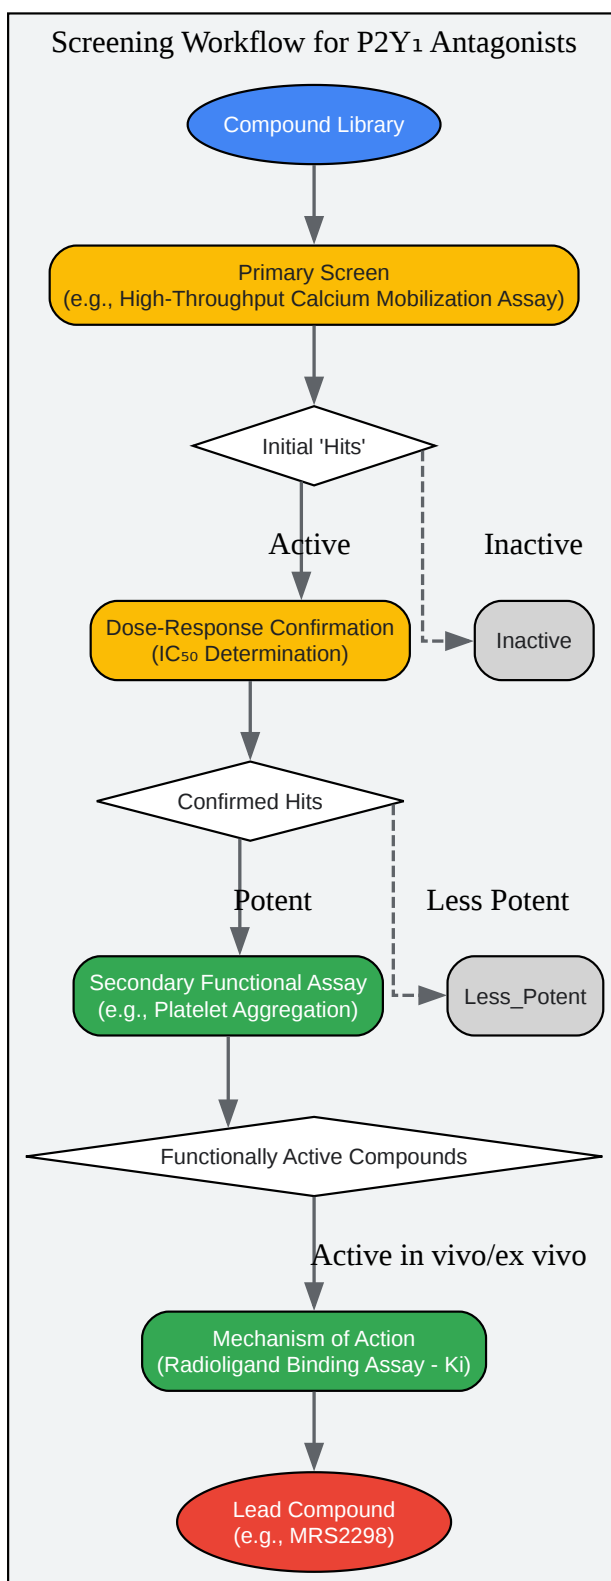 Screening Workflow for P2Y₁ Antagonists
Compound Library
Primary Screen
(e.g., High-Throughput Calcium Mobilization Assay)
Initial 'Hits'
Active
Inactive
Dose-Response Confirmation
(IC₅₀ Determination)
Inactive
Confirmed Hits
Potent
Less Potent
Secondary Functional Assay
(e.g., Platelet Aggregation)
Less_Potent
Functionally Active Compounds
Active in vivo/ex vivo
Mechanism of Action
(Radioligand Binding Assay - Ki)
Lead Compound
(e.g., MRS2298)